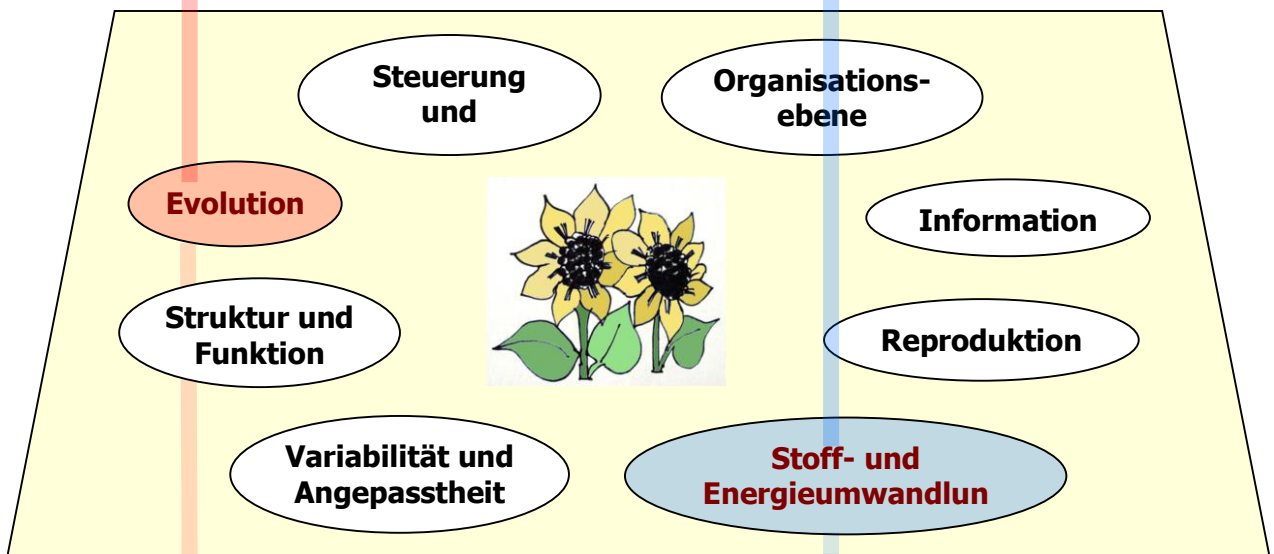 Steuerung
und
Organisations-
ebene
Evolution
Information
Struktur und
Funktion
Reproduktion
Variabilität und
Angepasstheit
Stoff- und
Energieumwandlun